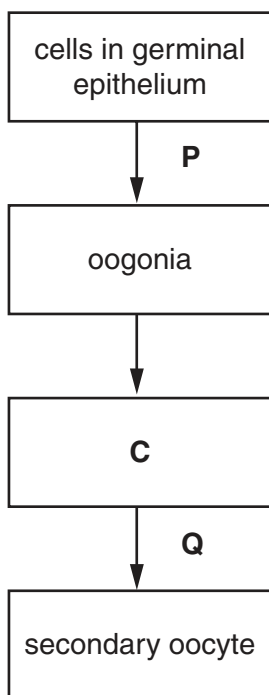 cells in germinal
epithelium
P
oogonia
C
Q
secondary oocyte